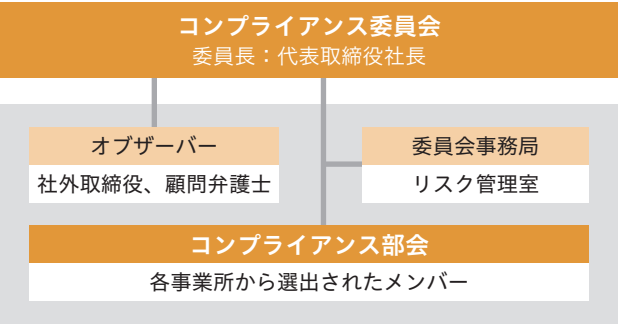 コンプライアンス委員会
委員長：代表取締役社長
オブザーバー
社外取締役、顧問弁護士
委員会事務局
リスク管理室
コンプライアンス部会
各事業所から選出されたメンバー